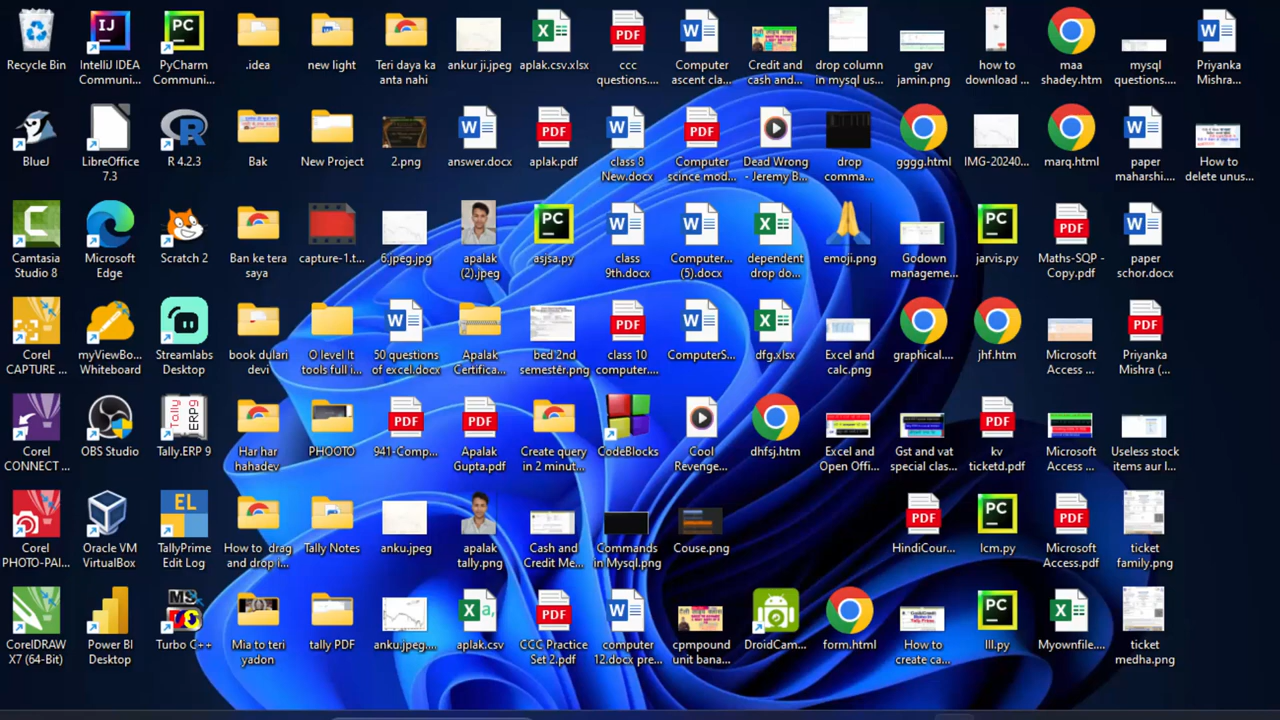 Recycle Bin
IntelliJ IDEA
Communi...
PyCharm
Communi...
.idea
new light
Teri daya ka
anta nahi
ankur ji.jpeg
aplak.csv.xlsx
ccc
questions....
Computer
ascent cla...
Credit and
cash and...
drop column
in mysql us...
gav
jamin.png
how to
download ...
maa
shadey.htm
mysql
questions....
Priyanka
Mishra...
BlueJ
LibreOffice
7.3
R 4.2.3
Bak
New Project
2.png
answer.docx
aplak.pdf
class 8
New.docx
Computer
scince mod...
Dead Wrong
- Jeremy B...
drop
comma...
gggg.html
IMG-20240...
marq.html
paper
maharshi....
How to
delete unus...
Camtasia
Studio 8
Microsoft
Edge
Scratch 2
Ban ke tera
saya
capture-1.t...
6.jpeg.jpg
apalak
(2).jpeg
asjsa.py
class
9th.docx
Computer...
(5).docx
dependent
drop do...
emoji.png
Godown
manageme...
jarvis.py
Maths-SQP -
Copy.pdf
paper
schor.docx
Corel
CAPTURE ...
myViewBo...
Whiteboard
Streamlabs
Desktop
book dulari
devi
O level It
tools full i...
50 questions
of excel.docx
Apalak
Certifica...
bed 2nd
semester.png
class 10
computer....
ComputerS...
dfg.xlsx
Excel and
calc.png
graphical....
jhf.htm
Microsoft
Access ...
Priyanka
Mishra (...
Corel
CONNECT ...
OBS Studio
Tally.ERP 9
Har har
hahadev
PHOOTO
941-Comp...
Apalak
Gupta.pdf
Create query
in 2 minut...
CodeBlocks
Cool
Revenge...
dhfsj.htm
Excel and
Open Offi...
Gst and vat
special clas...
kv
ticketd.pdf
Microsoft
Access ...
Useless stock
items aur I...
Corel
PHOTO-PAI...
Oracle VM
VirtualBox
TallyPrime
Edit Log
How to drag
and drop i...
Tally Notes
anku.jpeg
apalak
tally.png
Cash and
Credit Me...
Commands
in Mysql.png
Couse.png
HindiCour...
lcm.py
Microsoft
Access.pdf
ticket
family.png
CorelDRAW
X7 (64-Bit)
Power BI
Desktop
Turbo C++
Mia to teri
yadon
tally PDF
anku.jpeg....
aplak.csv
CCC Practice
Set 2.pdf
computer
12.docx pre...
cpmpound
unit bana...
DroidCam...
form.html
How to
create ca...
lll.py
Myownfile....
ticket
medha.png